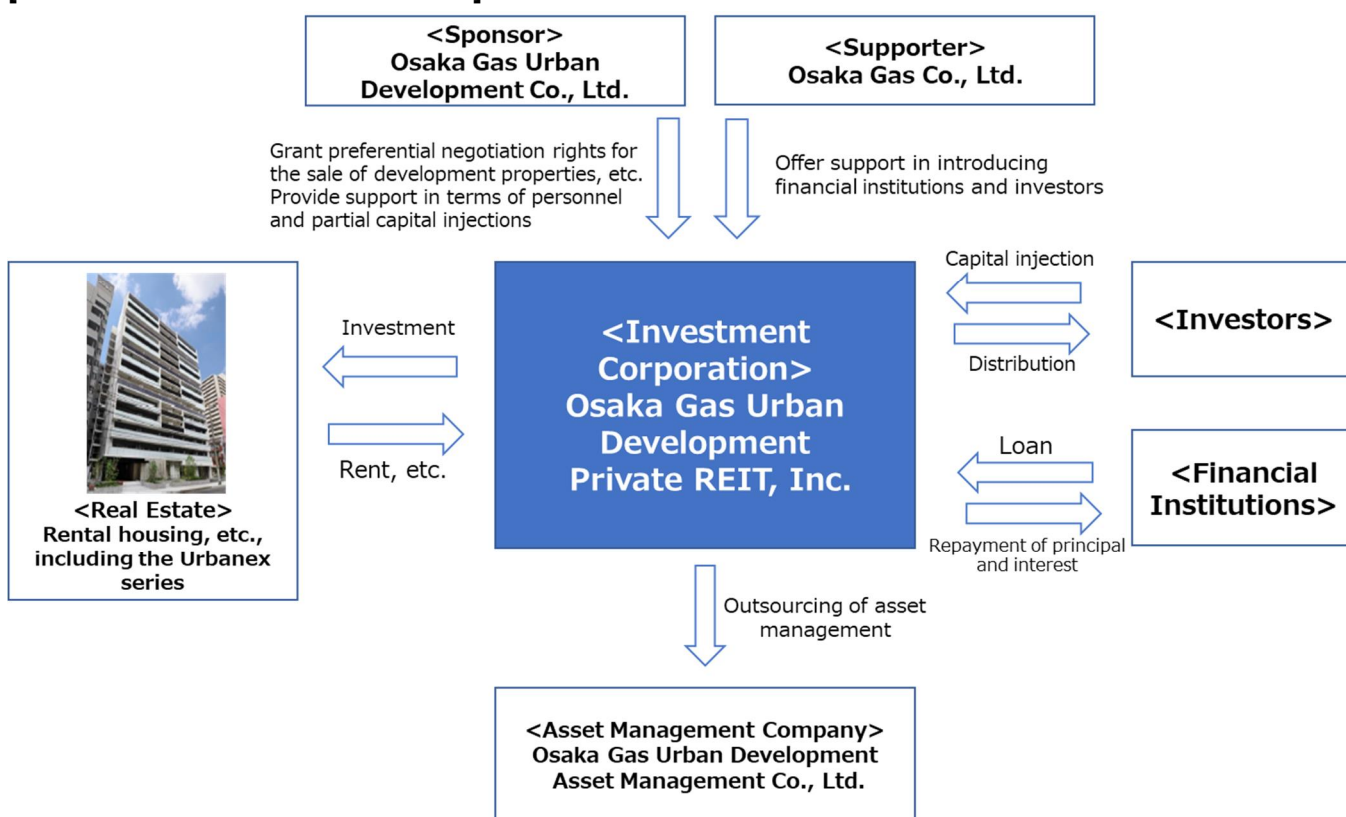 <Sponsor>
Osaka Gas Urban
Development Co., Ltd.
<Supporter>
Osaka Gas Co., Ltd.
Grant preferential negotiation rights for
the sale of development properties, etc.
Provide support in terms of personnel
and partial capital injections
Offer support in introducing
financial institutions and investors
Investment
Rent, etc.
<Real Estate>
Rental housing, etc.,
including the Urbanex
series
<Investment
Corporation>
Osaka Gas Urban
Development
Private REIT, Inc.
Capital injection
Distribution
<Investors>
Loan
Repayment of principal
and interest
<Financial
Institutions>
Outsourcing of asset
management
<Asset Management Company>
Osaka Gas Urban Development
Asset Management Co., Ltd.